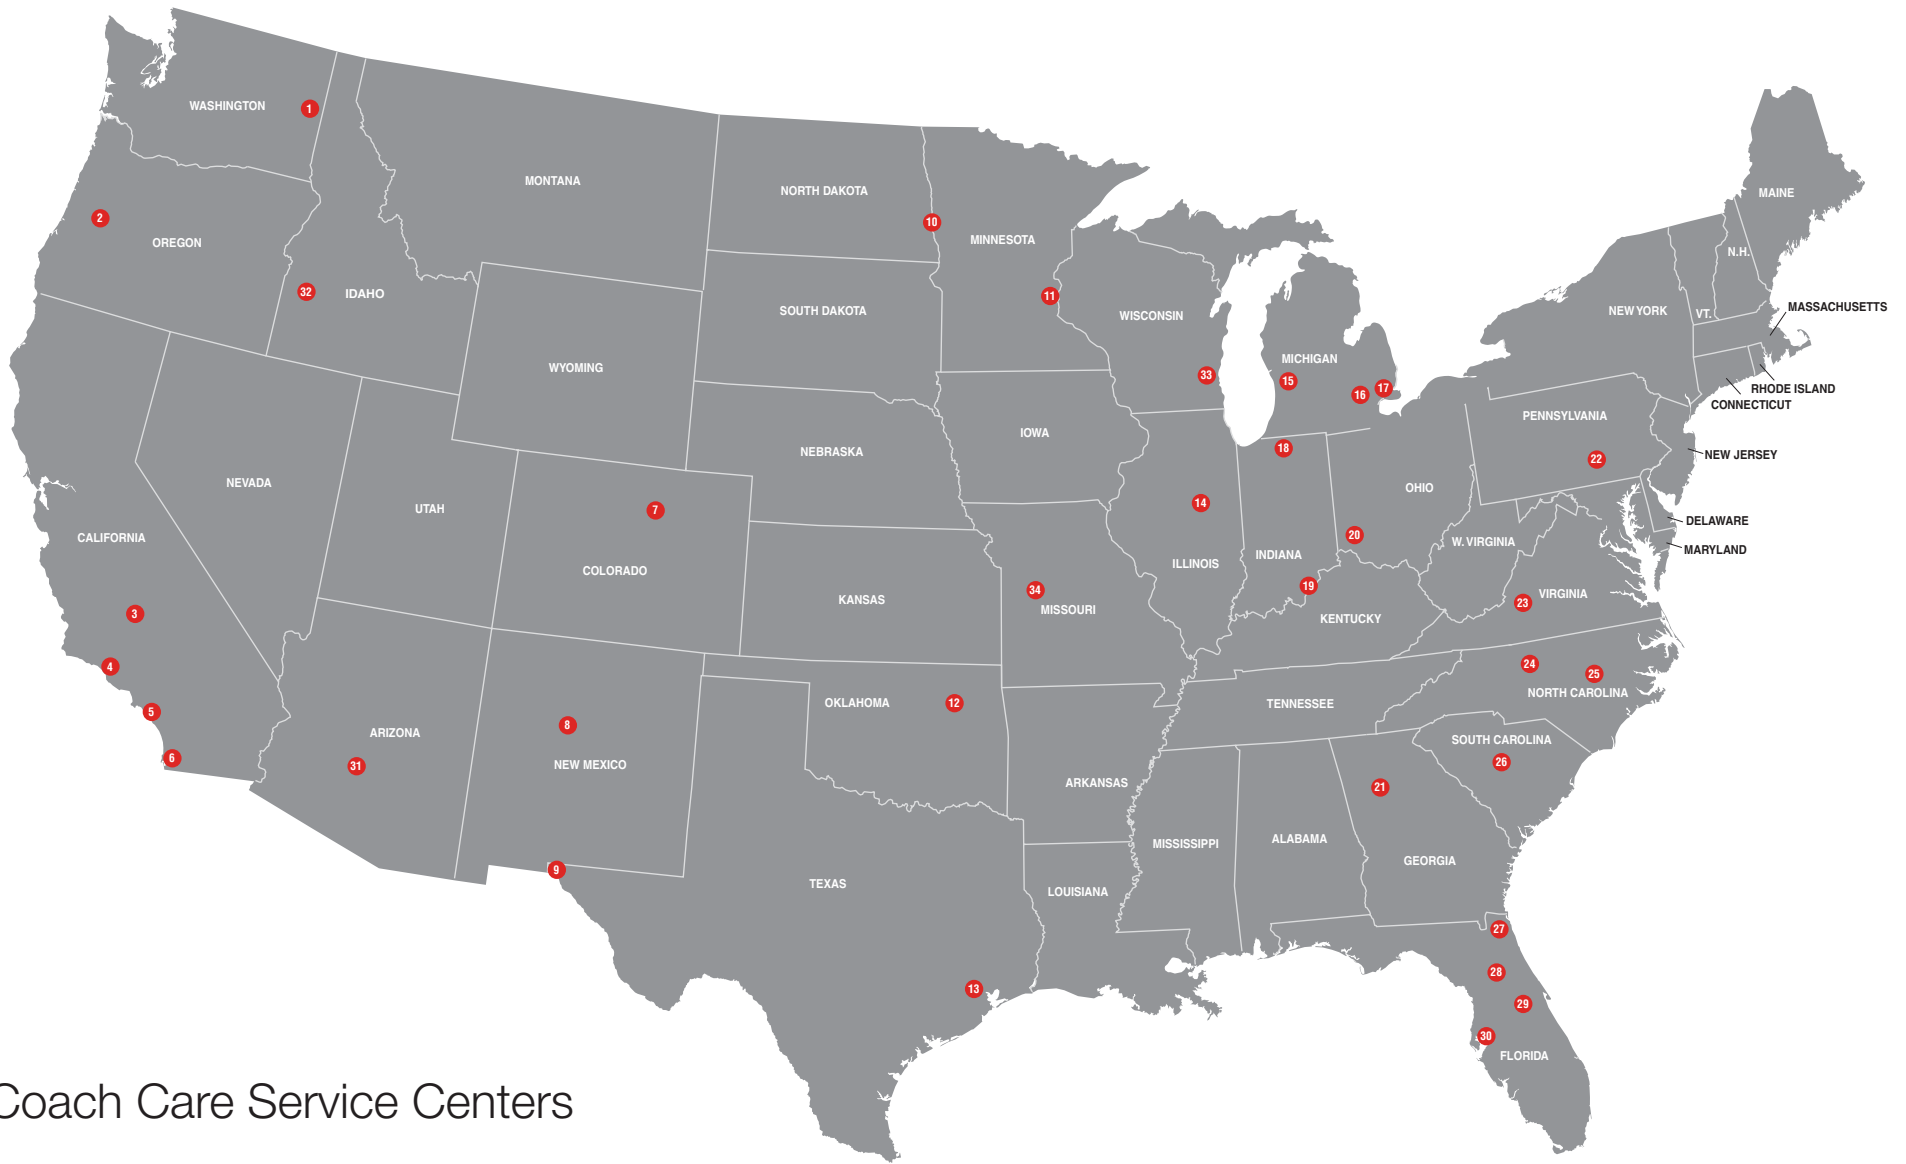 WASHINGTON
1
MONTANA
NORTH DAKOTA
10
MINNESOTA
MAINE
2
OREGON
32
IDAHO
SOUTH DAKOTA
11
WISCONSIN
N.H.
NEW YORK
VT.
MASSACHUSETTS
WYOMING
33
MICHIGAN
15
16
17
RHODE ISLAND
CONNECTICUT
NEVADA
UTAH
7
NEBRASKA
IOWA
18
14
OHIO
PENNSYLVANIA
22
NEW JERSEY
CALIFORNIA
COLORADO
KANSAS
34
MISSOURI
ILLINOIS
INDIANA
20
19
KENTUCKY
W. VIRGINIA
23
VIRGINIA
DELAWARE
MARYLAND
3
4
5
6
ARIZONA
31
8
NEW MEXICO
OKLAHOMA
12
ARKANSAS
TENNESSEE
24
25
NORTH CAROLINA
SOUTH CAROLINA
26
21
9
TEXAS
LOUISIANA
MISSISSIPPI
ALABAMA
GEORGIA
27
28
13
29
30
FLORIDA
Coach Care Service Centers